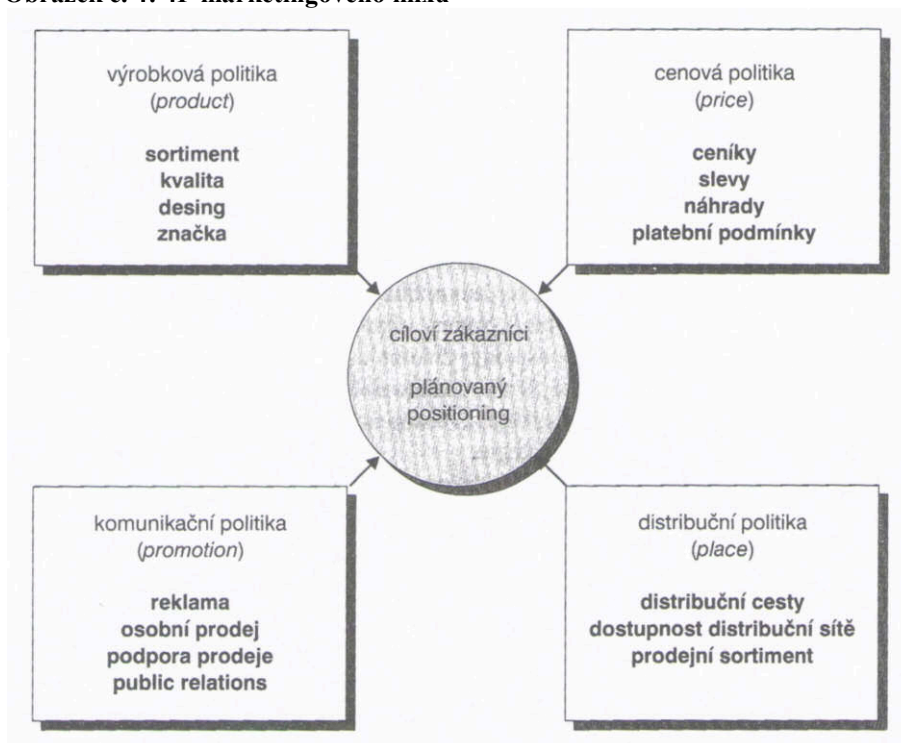 Obrázek č. 4: 4P marketingového mixu
výrobková politika
(product)
sortiment
kvalita
desing
značka
cenová politika
(price)
ceníky
slevy
náhrady
platební podmínky
cíloví zákazníci
plánovaný
positioning
komunikační politika
(promotion)
reklama
osobní prodej
podpora prodeje
public relations
distribuční politika
(place)
distribuční cesty
dostupnost distribuční sítě
prodejní sortiment